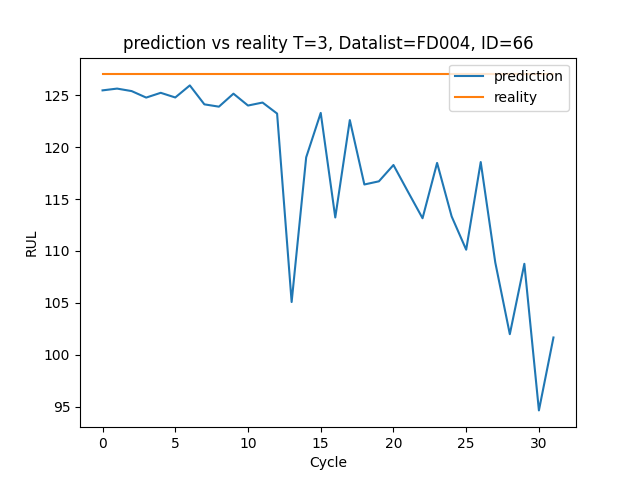 prediction vs reality T=3, Datalist=FD004, ID=66
prediction
reality
RUL
125
120
115
110
105
100
95
0 5 10 15 20 25 30
Cycle